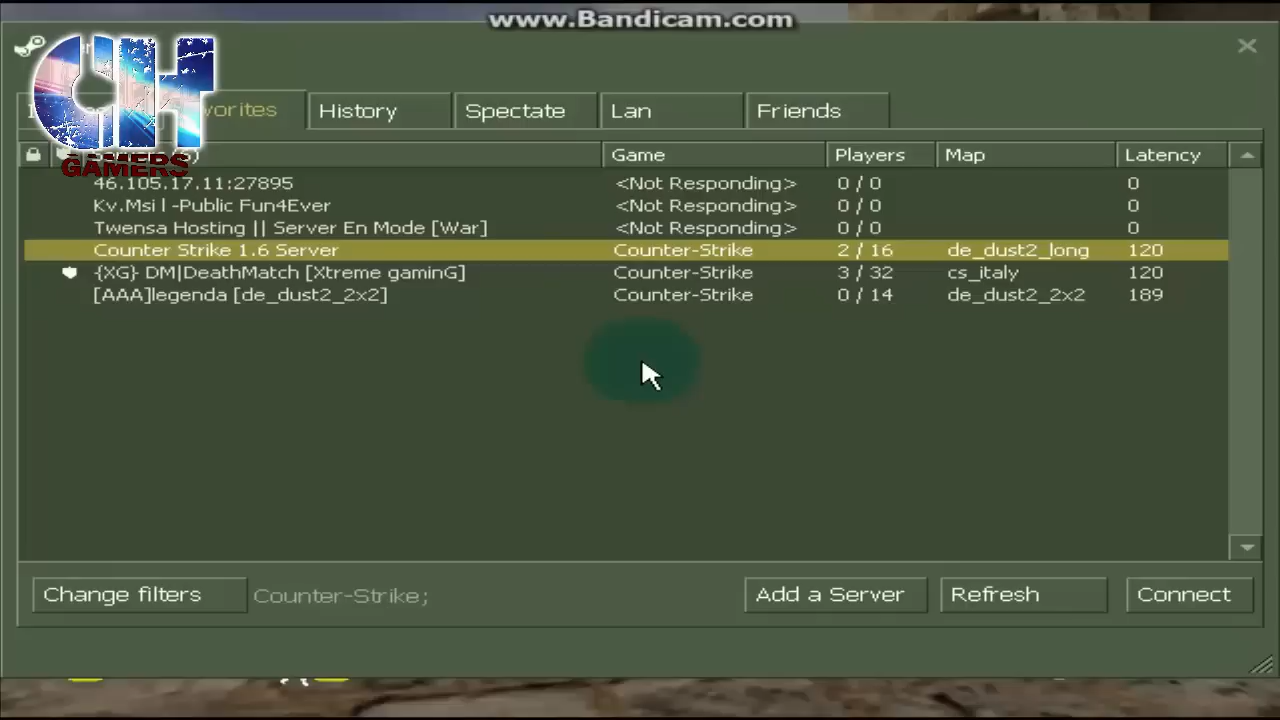 www.Bandicam.com
CH
GAMERS
vorites History Spectate Lan Friends
Game Players Map Latency
46.105.17.11:27895 <Not Responding> 0 / 0 0
Kv.Msi l -Public Fun4Ever <Not Responding> 0 / 0 0
Twensa Hosting || Server En Mode [War] <Not Responding> 0 / 0 0
Counter Strike 1.6 Server Counter-Strike 2 / 16 de_dust2_long 120
{XG} DM|DeathMatch [Xtreme gaminG] Counter-Strike 3 / 32 cs_italy 120
[AAA]legenda [de_dust2_2x2] Counter-Strike 0 / 14 de_dust2_2x2 189
Change filters Counter-Strike; Add a Server Refresh Connect